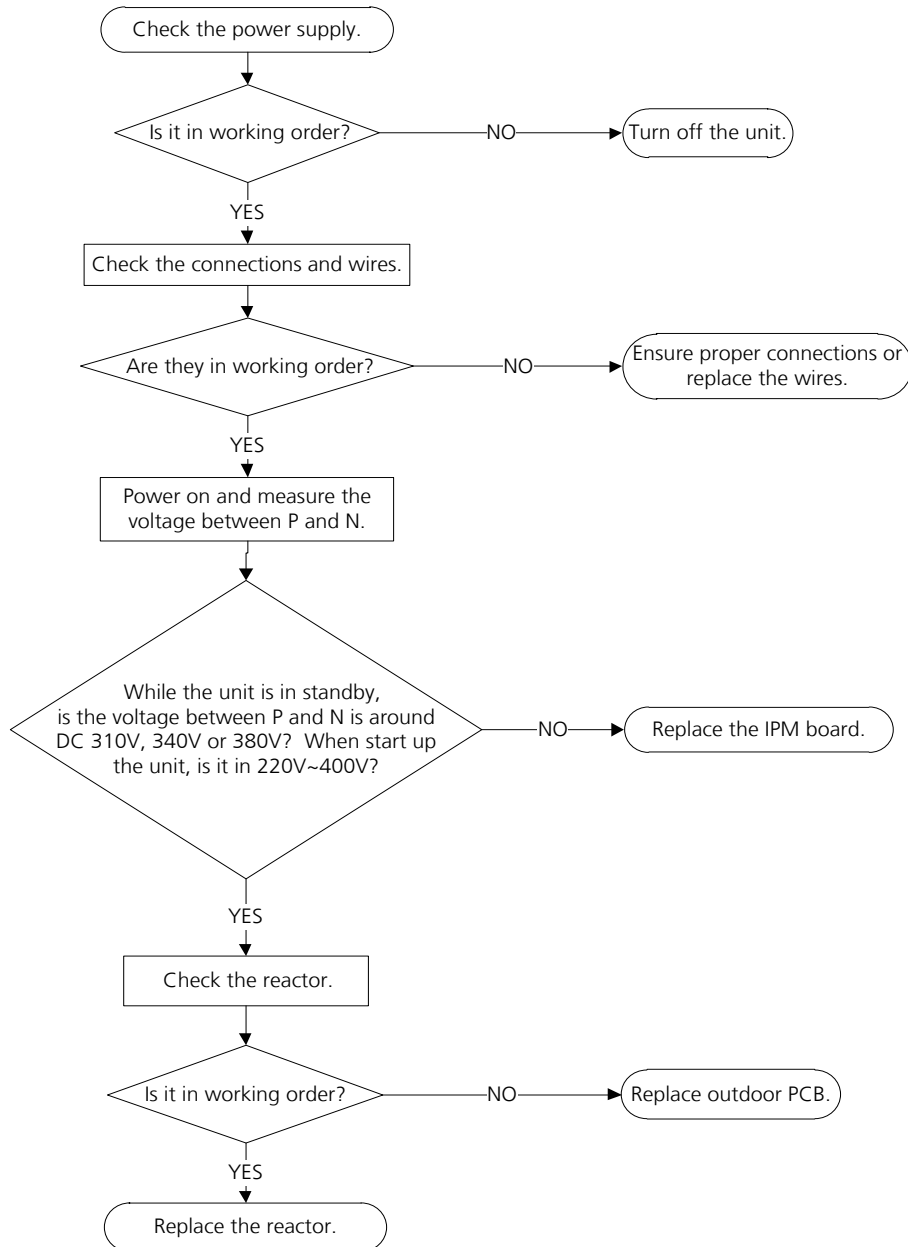 Check the power supply.
Is it in working order?
NO
Turn off the unit.
YES
Check the connections and wires.
Are they in working order?
NO
Ensure proper connections or
replace the wires.
YES
Power on and measure the
voltage between P and N.
While the unit is in standby,
is the voltage between P and N is around
DC 310V, 340V or 380V? When start up
the unit, is it in 220V~400V?
NO
Replace the IPM board.
YES
Check the reactor.
Is it in working order?
NO
Replace outdoor PCB.
YES
Replace the reactor.